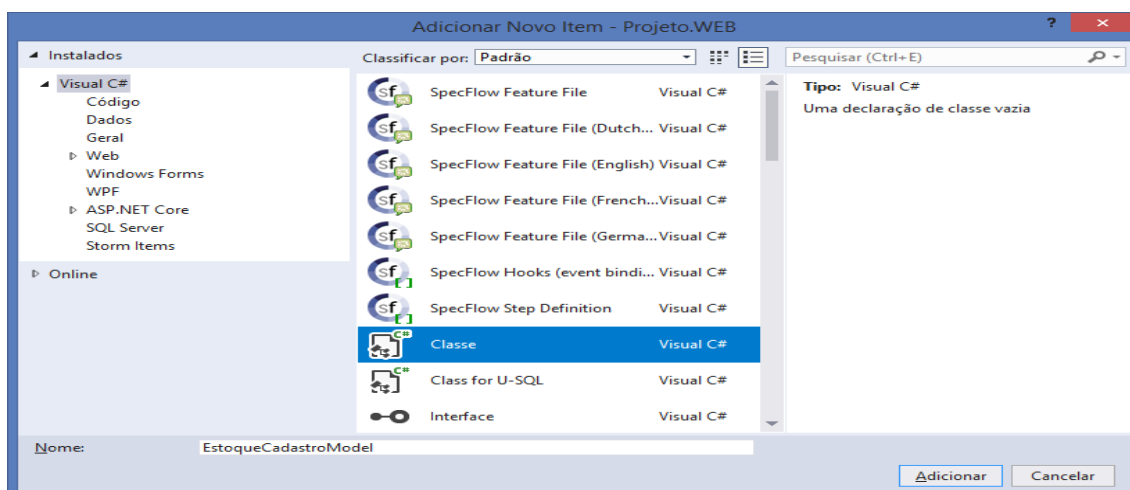 Adicionar Novo Item - Projeto.WEB
?
Instalados
Visual C#
Código
Dados
Geral
Web
Windows Forms
WPF
ASP.NET Core
SQL Server
Storm Items
Online
Classificar por: Padrão
SpecFlow Feature File Visual C#
SpecFlow Feature File (Dutch... Visual C#
SpecFlow Feature File (English) Visual C#
SpecFlow Feature File (French... Visual C#
SpecFlow Feature File (Germa... Visual C#
SpecFlow Hooks (event bindi... Visual C#
SpecFlow Step Definition Visual C#
Classe Visual C#
Class for U-SQL Visual C#
Interface Visual C#
Pesquisar (Ctrl+E)
Tipo: Visual C#
Uma declaração de classe vazia
Nome: EstoqueCadastroModel
Adicionar Cancelar